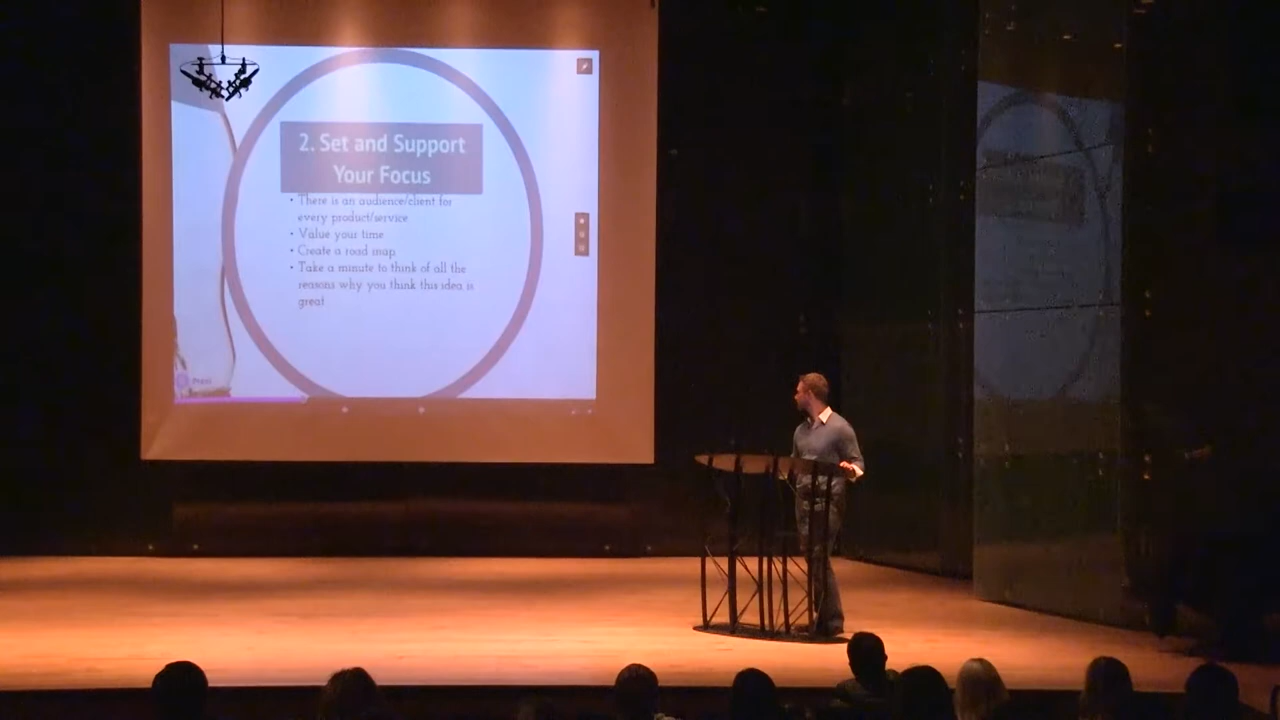 2. Set and Support
Your Focus
• There is an audience/client for
every product/service
• Value your time
• Create a road map
• Take a minute to think of all the
reasons why you think this idea is
great
Prezi